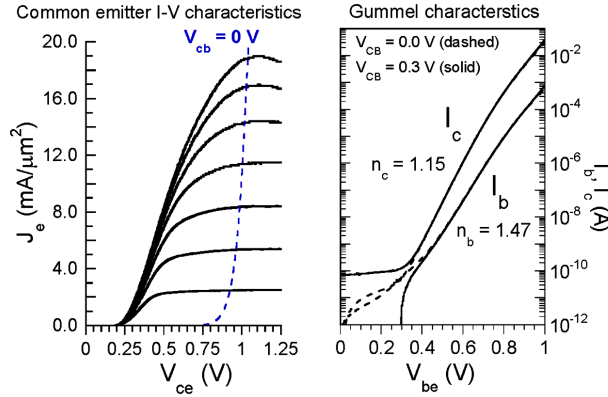 Common emitter I-V characteristics
V_cb = 0 V
20.0
16.0
12.0
8.0
4.0
0.0
J_e (mA/μm²)
0
0.25
0.5
0.75
1
1.25
V_ce (V)
Gummel characterstics
V_CB = 0.0 V (dashed)
V_CB = 0.3 V (solid)
I_c
n_c = 1.15
I_b
n_b = 1.47
10⁻²
10⁻⁴
10⁻⁶
10⁻⁸
10⁻¹⁰
10⁻¹²
I_b, I_c (A)
0
0.2
0.4
0.6
0.8
1
V_be (V)